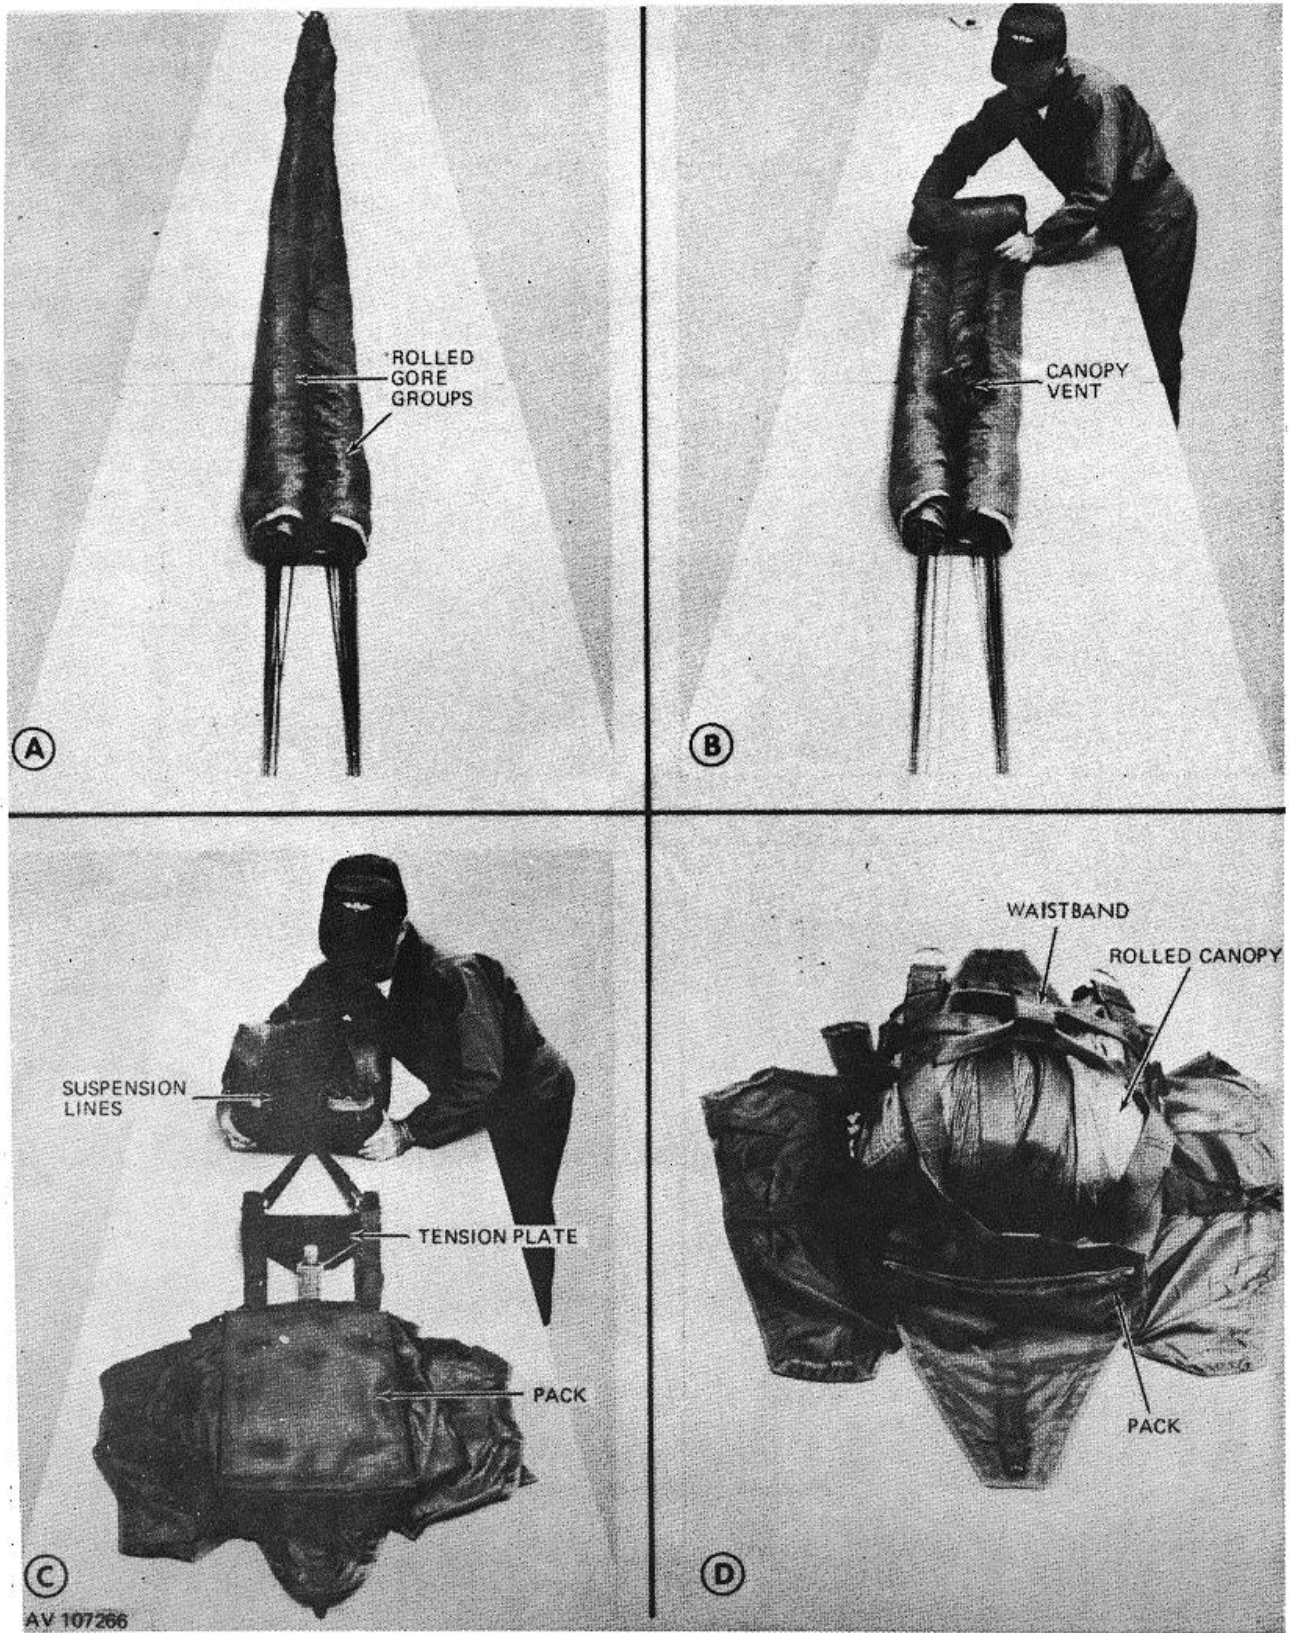 ROLLED
GORE
GROUPS
A
CANOPY
VENT
B
SUSPENSION
LINES
TENSION PLATE
PACK
C
AV 107266
WAISTBAND
ROLLED CANOPY
PACK
D